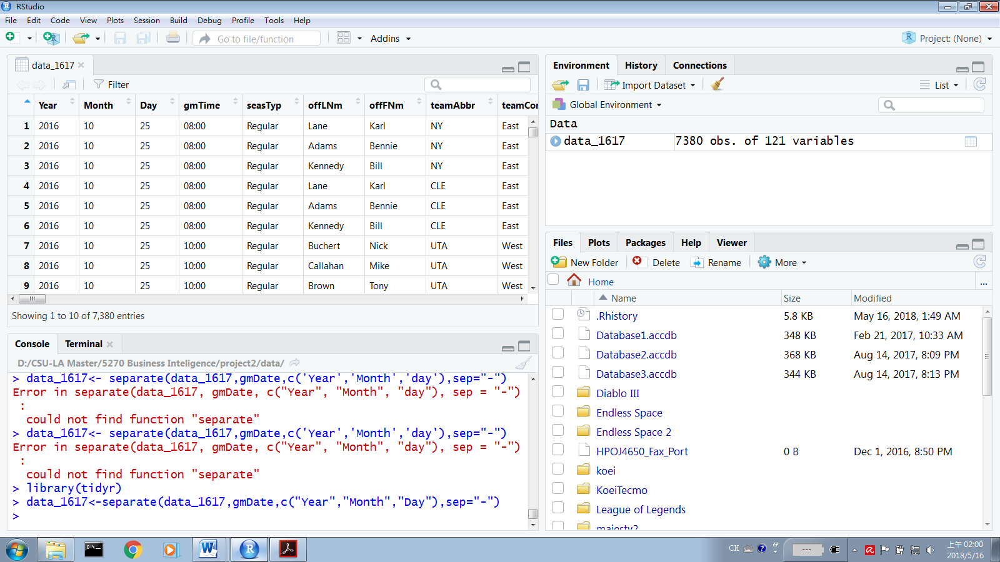 RStudio
File Edit Code View Plots Session Build Debug Profile Tools Help
Go to file/function Addins Project: (None)
data_1617
Filter
Year Month Day gmTime seasTyp offLNm offFNm teamAbbr teamCor
1 2016 10 25 08:00 Regular Lane Karl NY East
2 2016 10 25 08:00 Regular Adams Bennie NY East
3 2016 10 25 08:00 Regular Kennedy Bill NY East
4 2016 10 25 08:00 Regular Lane Karl CLE East
5 2016 10 25 08:00 Regular Adams Bennie CLE East
6 2016 10 25 08:00 Regular Kennedy Bill CLE East
7 2016 10 25 10:00 Regular Buchert Nick UTA West
8 2016 10 25 10:00 Regular Callahan Mike UTA West
9 2016 10 25 10:00 Regular Brown Tony UTA West
Showing 1 to 10 of 7,380 entries
Console Terminal
D:/CSU-LA Master/5270 Business Inteligence/project2/data/
> data_1617<- separate(data_1617,gmDate,c('Year','Month','day'),sep="-")
Error in separate(data_1617, gmDate, c("Year", "Month", "day"), sep = "-")
:
could not find function "separate"
> data_1617<- separate(data_1617,gmDate,c('Year','Month','day'),sep="-")
Error in separate(data_1617, gmDate, c("Year", "Month", "day"), sep = "-")
:
could not find function "separate"
> library(tidyr)
> data_1617<-separate(data_1617,gmDate,c("Year","Month","Day"),sep="-")
>
Environment History Connections
Import Dataset List
Global Environment
Data
data_1617 7380 obs. of 121 variables
Files Plots Packages Help Viewer
New Folder Delete Rename More
Home ...
Name Size Modified
.Rhistory 5.8 KB May 16, 2018, 1:49 AM
Database1.accdb 348 KB Feb 21, 2017, 10:33 AM
Database2.accdb 368 KB Aug 14, 2017, 8:09 PM
Database3.accdb 344 KB Aug 14, 2017, 8:13 PM
Diablo III
Endless Space
Endless Space 2
HPOJ4650_Fax_Port 0 B Dec 1, 2016, 8:50 PM
koei
KoeiTecmo
League of Legends
majesty2
CH
上午 02:00
2018/5/16